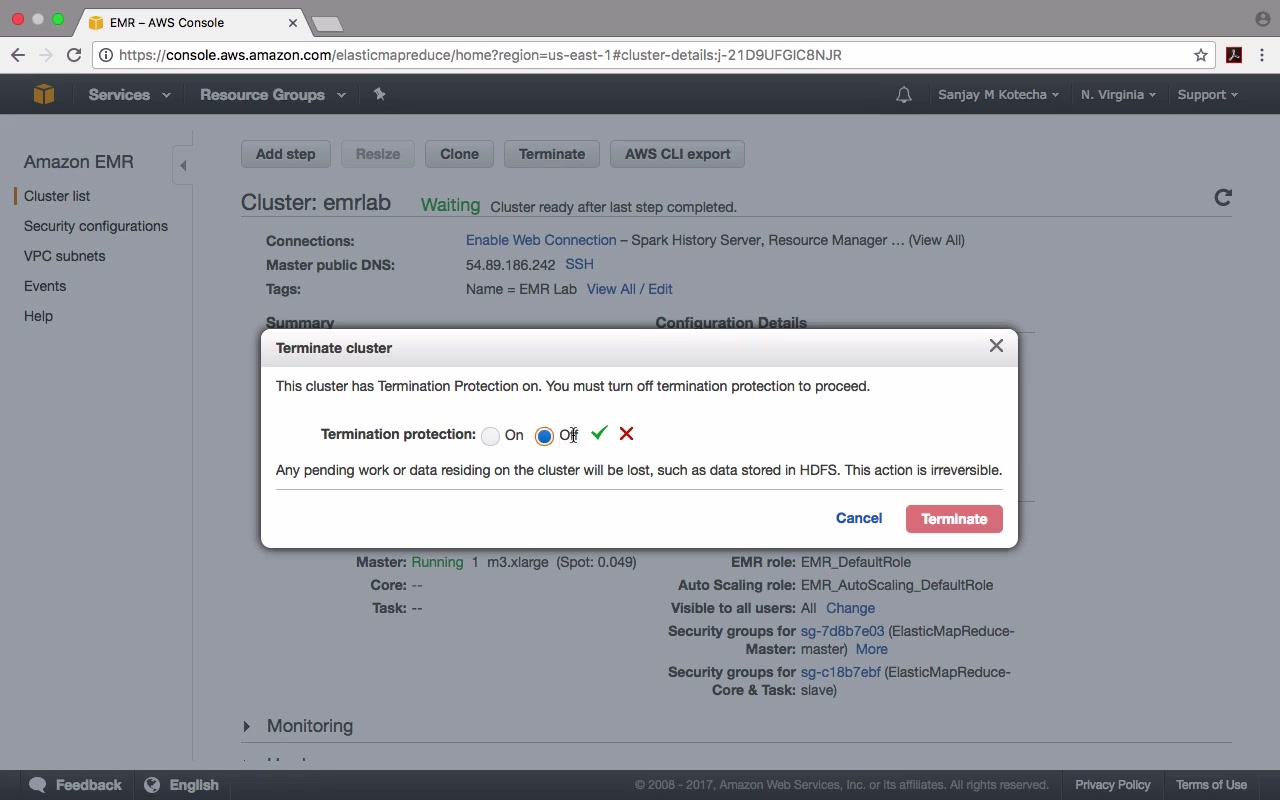 EMR – AWS Console
https://console.aws.amazon.com/elasticmapreduce/home?region=us-east-1#cluster-details:j-21D9UFGIC8NJR
Services
Resource Groups
Sanjay M Kotecha
N. Virginia
Support
Amazon EMR
Cluster list
Security configurations
VPC subnets
Events
Help
Add step
Resize
Clone
Terminate
AWS CLI export
Cluster: emrlab
Waiting
Cluster ready after last step completed.
Connections: Enable Web Connection – Spark History Server, Resource Manager ... (View All)
Master public DNS: 54.89.186.242 SSH
Tags: Name = EMR Lab View All / Edit
Summary
Configuration Details
Terminate cluster
This cluster has Termination Protection on. You must turn off termination protection to proceed.
Termination protection: On Off
Any pending work or data residing on the cluster will be lost, such as data stored in HDFS. This action is irreversible.
Cancel
Terminate
Master: Running 1 m3.xlarge (Spot: 0.049)
Core: --
Task: --
EMR role: EMR_DefaultRole
Auto Scaling role: EMR_AutoScaling_DefaultRole
Visible to all users: All Change
Security groups for sg-7d8b7e03 (ElasticMapReduce-
Master: master) More
Security groups for sg-c18b7ebf (ElasticMapReduce-
Core & Task: slave)
Monitoring
Feedback
English
© 2008 - 2017, Amazon Web Services, Inc. or its affiliates. All rights reserved.
Privacy Policy
Terms of Use